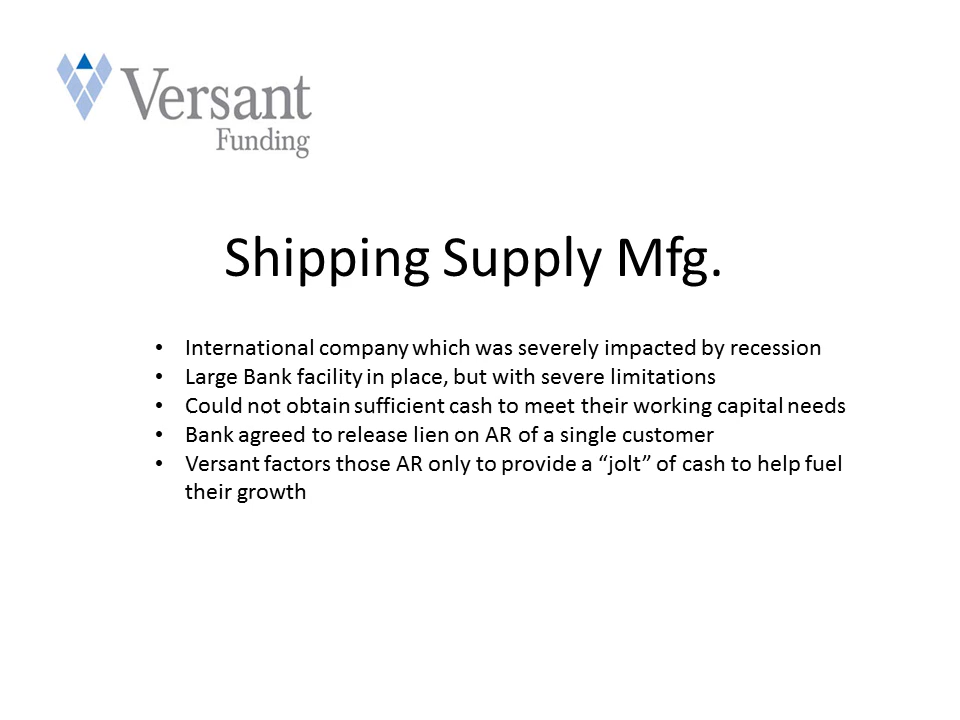 Versant
Funding
Shipping Supply Mfg.
• International company which was severely impacted by recession
• Large Bank facility in place, but with severe limitations
• Could not obtain sufficient cash to meet their working capital needs
• Bank agreed to release lien on AR of a single customer
• Versant factors those AR only to provide a “jolt” of cash to help fuel
their growth